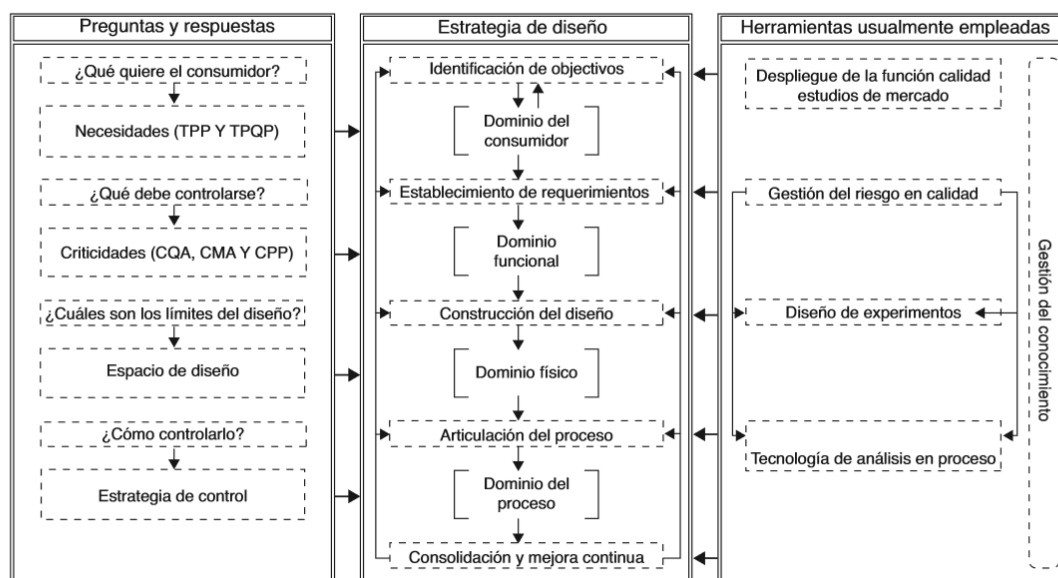 Preguntas y respuestas
¿Qué quiere el consumidor?
Necesidades (TPP Y TPQP)
¿Qué debe controlarse?
Criticidades (CQA, CMA Y CPP)
¿Cuáles son los límites del diseño?
Espacio de diseño
¿Cómo controlarlo?
Estrategia de control
Estrategia de diseño
Identificación de objetivos
Dominio del
consumidor
Establecimiento de requerimientos
Dominio
funcional
Construcción del diseño
Dominio físico
Articulación del proceso
Dominio del
proceso
Consolidación y mejora continua
Herramientas usualmente empleadas
Despliegue de la función calidad
estudios de mercado
Gestión del riesgo en calidad
Diseño de experimentos
Tecnología de análisis en proceso
Gestión del conocimiento